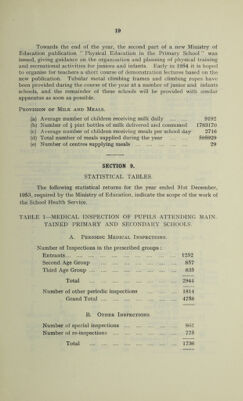 19
Towards the end of the year, the second part of a new Ministry of
Education publication " Physical Education in the Primary School " was
issued, giving guidance on the organisation and planning of physical training
and recreational activities for juniors and infants. Early in 1954 it is hoped
to organise for teachers a short course of demonstration lectures based on the
new publication. Tubular metal climbing frames and climbing ropes have
been provided during the course of the year at a number of junior and infants
schools, and the remainder of these schools will be provided with similar
apparatus as soon as possible.
PROVISION OF MILK AND MEALS.
(a) Average number of children receiving milk daily 9392
(b) Number of ⅓ pint bottles of milk delivered and consumed 1783170
(c) Average number of children receiving meals per school day 2716
(d) Total number of meals supplied during the year
(e) Number of centres supplying meals 29
SECTION 9.
STATISTICAL TABLES.
The following statistical returns for the year ended 31st December,
1953, required by the Ministry of Education, indicate the scope of the work of
the School Health Service.
TABLE I—MEDICAL INSPECTION OF PUPILS ATTENDING MAIN-
TAINED PRIMARY AND SECONDARY SCHOOLS.
A. PERIODIC MEDICAL INSPECTIONS.
Number of Inspections in the prescribed groups:
Entrants 1252
Second Age Group 857
Third Age Group 835
Total 2944
Number of other periodic inspections 1814
Grand Total 4758
B. OTHER INSPECTIONS
Number of special inspections
Number of re-inspections
Total 1736